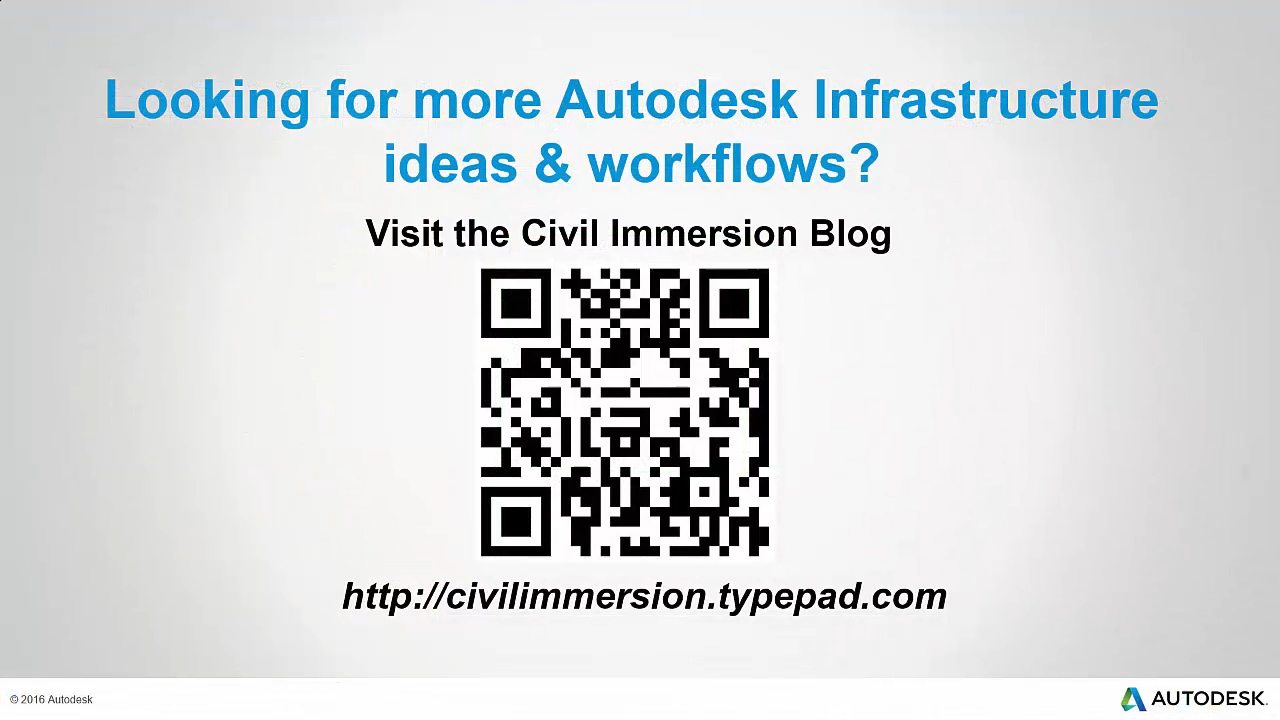 Looking for more Autodesk Infrastructure
ideas & workflows?
Visit the Civil Immersion Blog
http://civilimmersion.typepad.com
© 2016 Autodesk
AUTODESK.